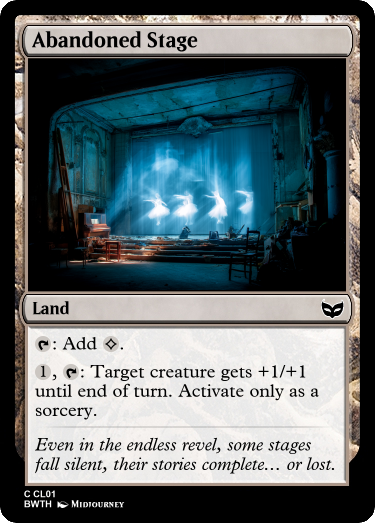 Abandoned Stage
Land
: Add .
1, : Target creature gets +1/+1
until end of turn. Activate only as a
sorcery.
Even in the endless revel, some stages
fall silent, their stories complete… or lost.
C CL01
BWTH Midjourney